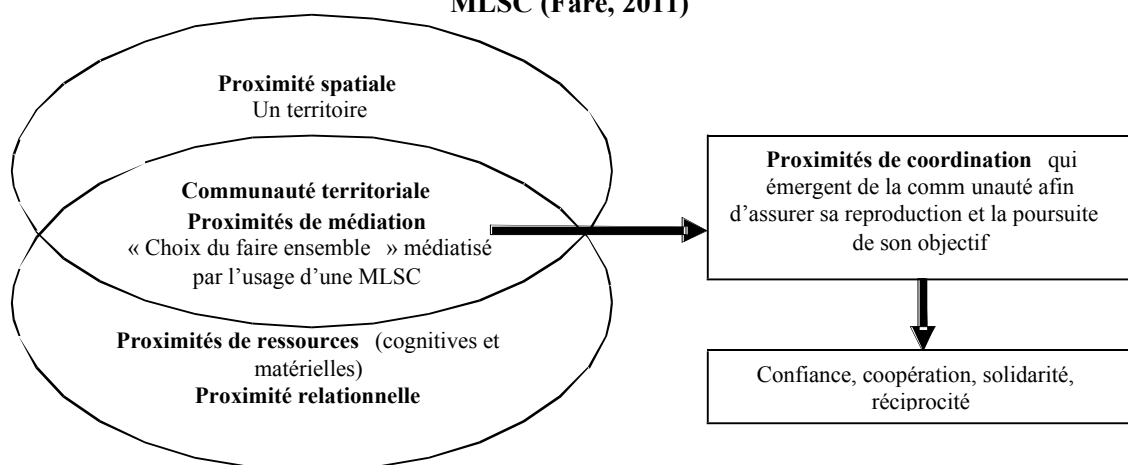 MLSC (Fare, 2011)
Proximité spatiale
Un territoire
Communauté territoriale
Proximités de médiation
« Choix du faire ensemble » médiatisé
par l'usage d'une MLSC
Proximités de ressources (cognitives et
matérielles)
Proximité relationnelle
Proximités de coordination qui
émergent de la comm unauté afin
d'assurer sa reproduction et la poursuite
de son objectif
Confiance, coopération, solidarité,
réciprocité